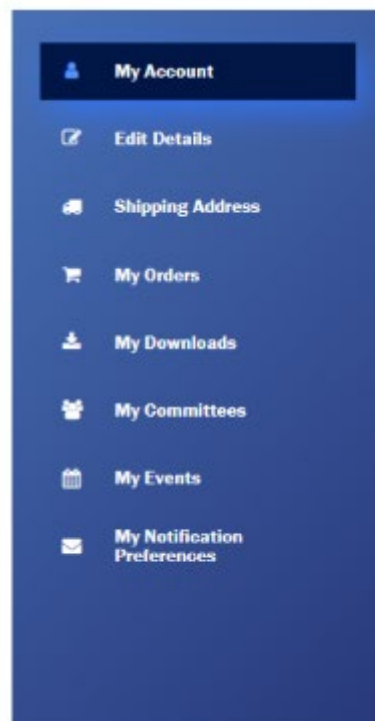 My Account
Edit Details
Shipping Address
My Orders
My Downloads
My Committees
My Events
My Notification
Preferences